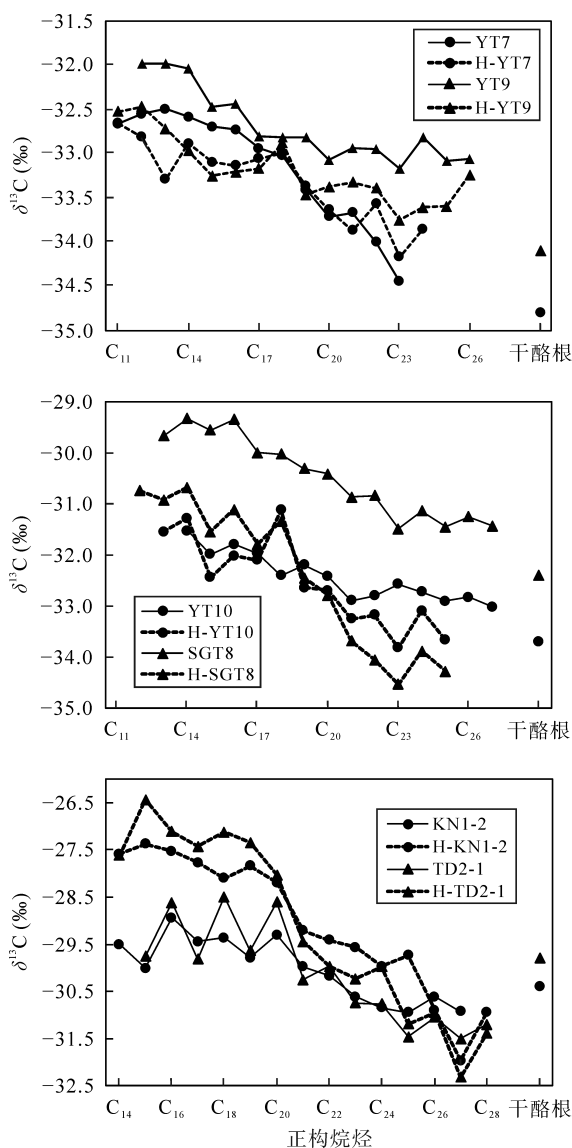 −31.5
−32.0
−32.5
−33.0
−33.5
−34.0
−34.5
−35.0
δ¹³C (‰)
YT7
H-YT7
YT9
H-YT9
C₁₁ C₁₄ C₁₇ C₂₀ C₂₃ C₂₆ 干酪根
−29.0
−30.0
−31.0
−32.0
−33.0
−34.0
−35.0
δ¹³C (‰)
YT10
H-YT10
SGT8
H-SGT8
C₁₁ C₁₄ C₁₇ C₂₀ C₂₃ C₂₆ 干酪根
−26.5
−27.5
−28.5
−29.5
−30.5
−31.5
−32.5
δ¹³C (‰)
KN1-2
H-KN1-2
TD2-1
H-TD2-1
C₁₄ C₁₆ C₁₈ C₂₀ C₂₂ C₂₄ C₂₆ C₂₈ 干酪根
正构烷烃